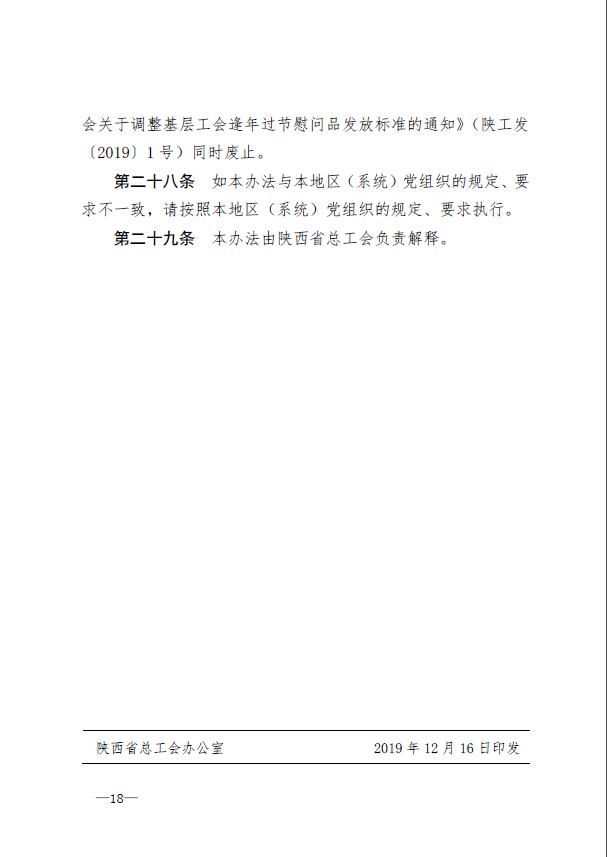 会关于调整基层工会逢年过节慰问品发放标准的通知》（陕工发
〔2019〕1号）同时废止。
第二十八条　如本办法与本地区（系统）党组织的规定、要
求不一致，请按照本地区（系统）党组织的规定、要求执行。
第二十九条　本办法由陕西省总工会负责解释。
陕西省总工会办公室　2019年12月16日印发
—18—